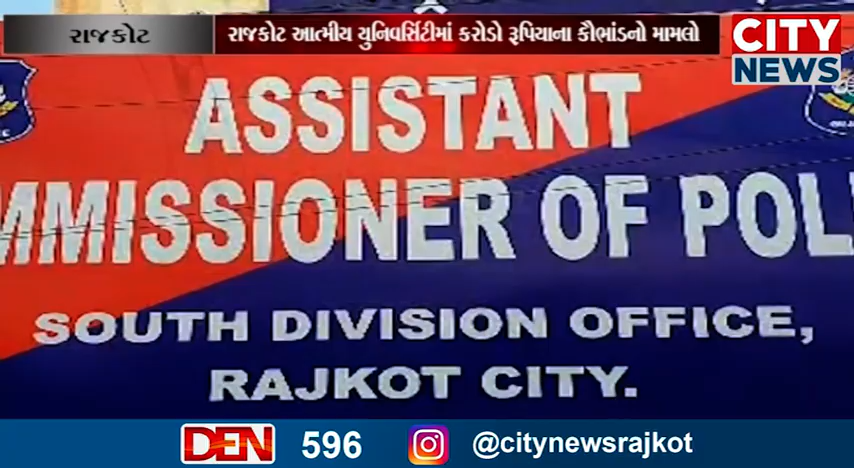 રાજકોટ
રાજકોટ આત્મીય યુનિવર્સિટીમાં કરોડો રૂપિયાના કૌભાંડનો મામલો
CITY
NEWS
ASSISTANT
MMISSIONER OF POL
SOUTH DIVISION OFFICE,
RAJKOT CITY.
DEN 596 @citynewsrajkot